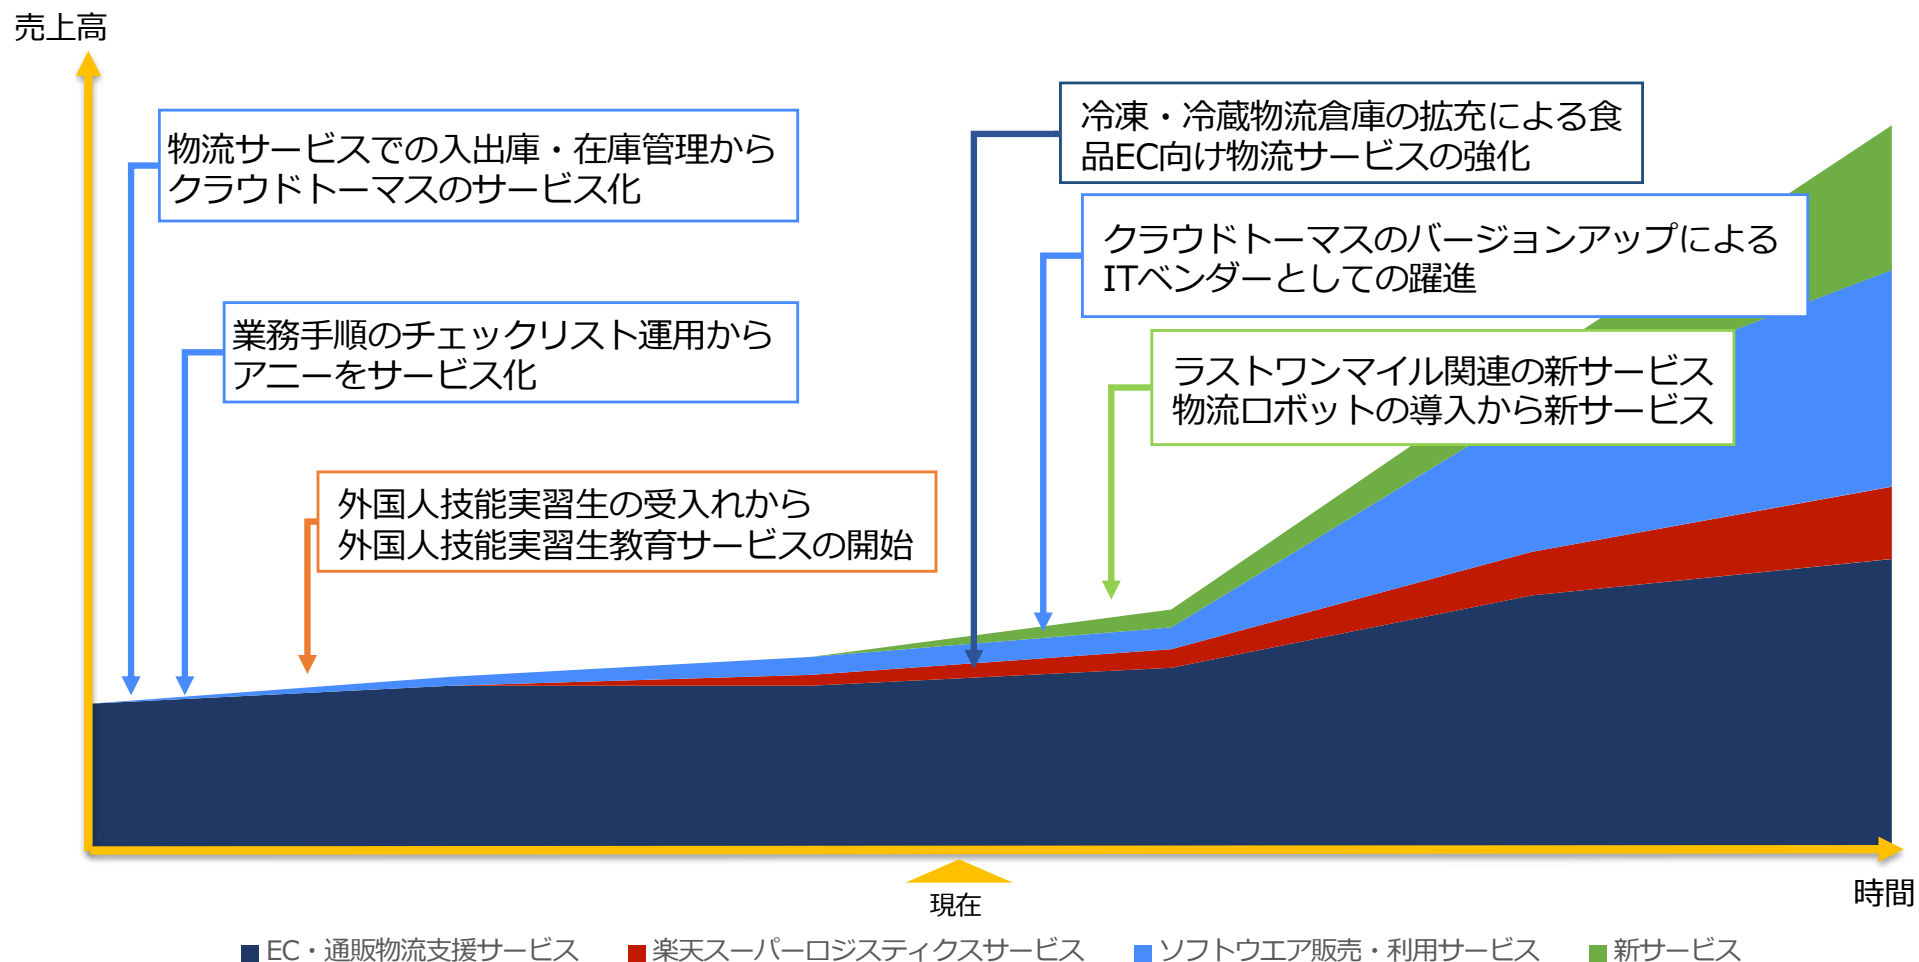 売上高
物流サービスでの入出庫・在庫管理から
クラウドトーマスのサービス化
業務手順のチェックリスト運用から
アニーをサービス化
外国人技能実習生の受入れから
外国人技能実習生教育サービスの開始
冷凍・冷蔵物流倉庫の拡充による食
品EC向け物流サービスの強化
クラウドトーマスのバージョンアップによる
ITベンダーとしての躍進
ラストワンマイル関連の新サービス
物流ロボットの導入から新サービス
現在
時間
EC・通販物流支援サービス
楽天スーパーロジスティクスサービス
ソフトウエア販売・利用サービス
新サービス